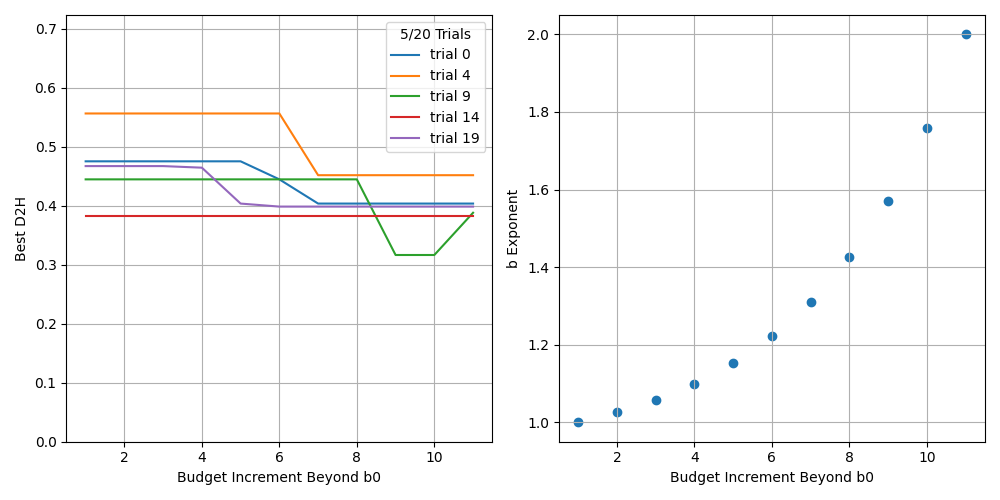 0.7
0.6
0.5
0.4
0.3
0.2
0.1
0.0
Best D2H
2 4 6 8 10
Budget Increment Beyond b0
5/20 Trials
trial 0
trial 4
trial 9
trial 14
trial 19
2.0
1.8
1.6
1.4
1.2
1.0
b Exponent
2 4 6 8 10
Budget Increment Beyond b0